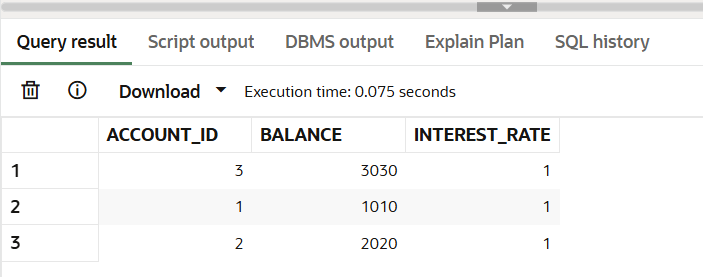 Query result Script output DBMS output Explain Plan SQL history
Download Execution time: 0.075 seconds
ACCOUNT_ID BALANCE INTEREST_RATE
1 3 3030 1
2 1 1010 1
3 2 2020 1